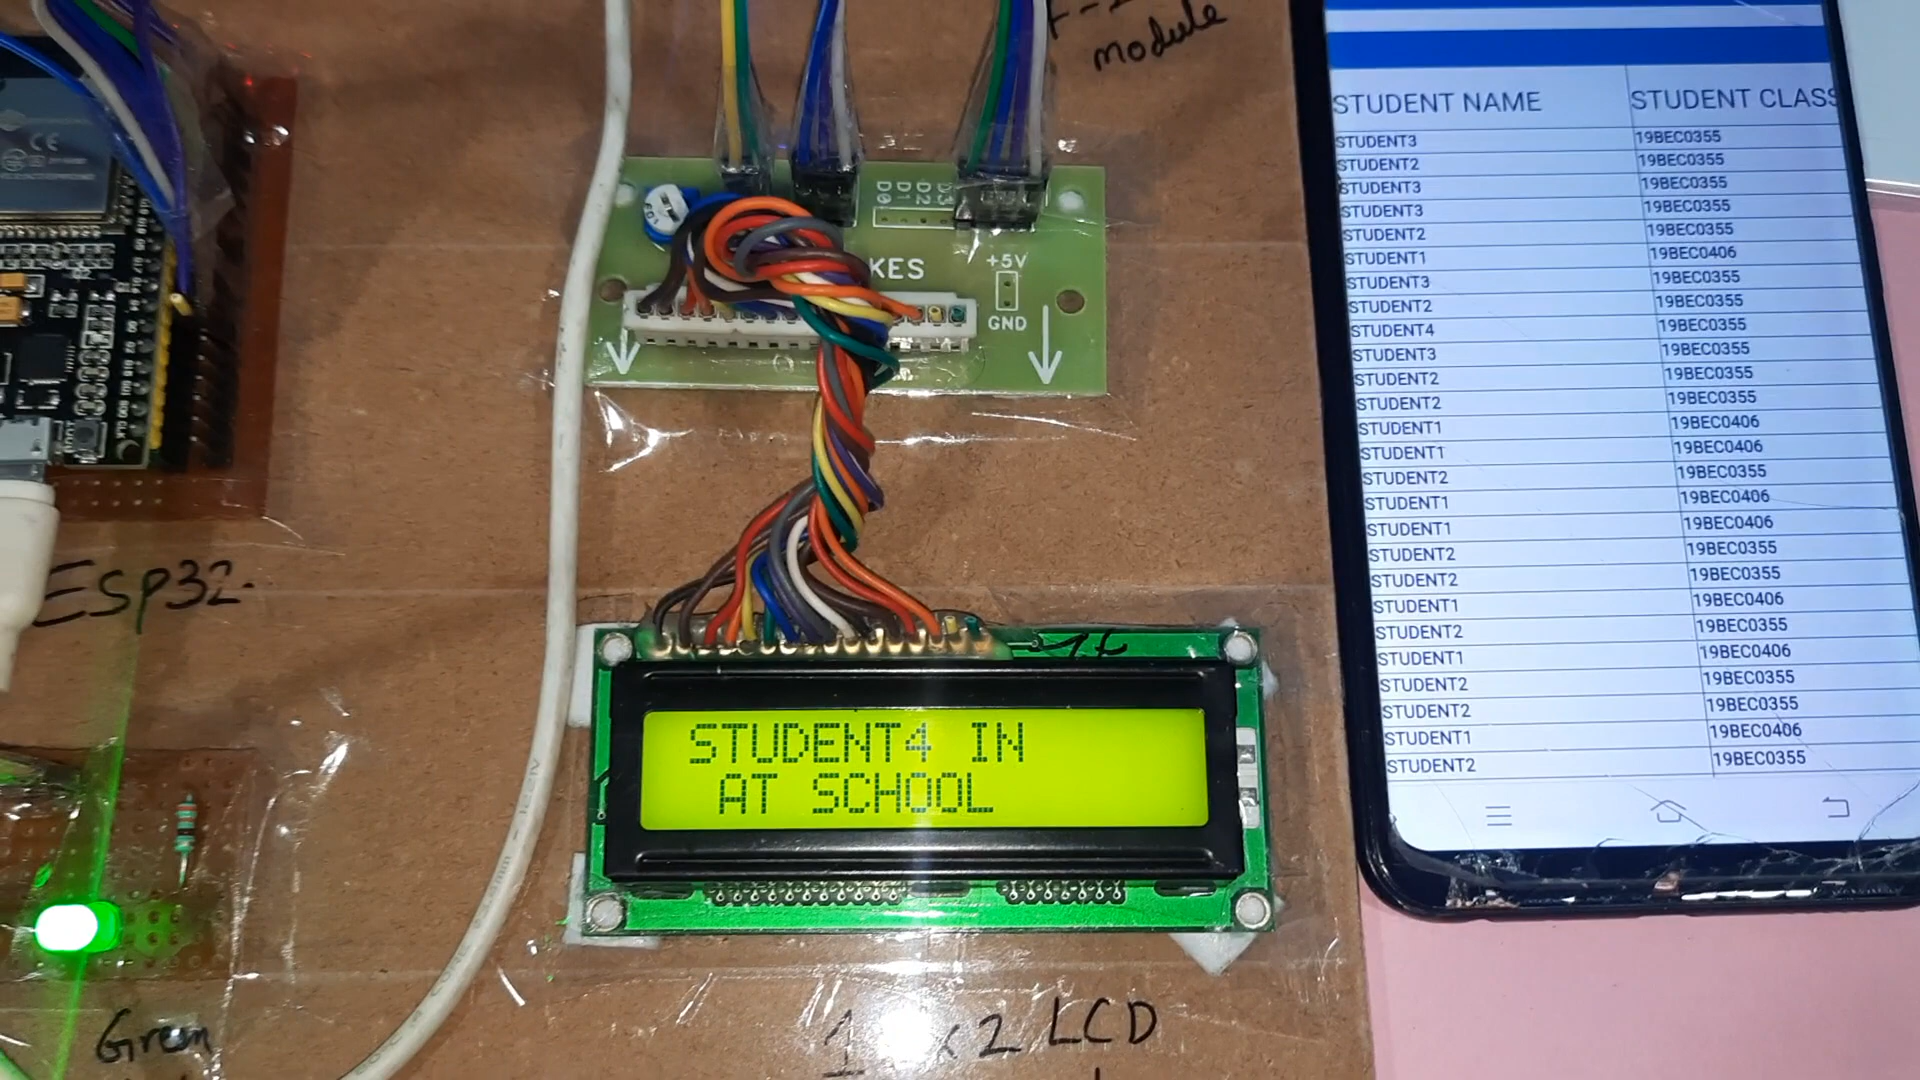 module
D0
D1
D2
D3
KES
+5V
GND
ESP32
STUDENT4 IN
AT SCHOOL
Green
LCD
STUDENT NAME STUDENT CLASS
STUDENT3 19BEC0355
STUDENT2 19BEC0355
STUDENT3 19BEC0355
STUDENT3 19BEC0355
STUDENT2 19BEC0355
STUDENT1 19BEC0406
STUDENT3 19BEC0355
STUDENT2 19BEC0355
STUDENT4 19BEC0355
STUDENT3 19BEC0355
STUDENT2 19BEC0355
STUDENT2 19BEC0355
STUDENT1 19BEC0406
STUDENT1 19BEC0406
STUDENT2 19BEC0355
STUDENT1 19BEC0406
STUDENT1 19BEC0406
STUDENT2 19BEC0355
STUDENT2 19BEC0355
STUDENT1 19BEC0406
STUDENT2 19BEC0355
STUDENT1 19BEC0406
STUDENT2 19BEC0355
STUDENT2 19BEC0355
STUDENT1 19BEC0406
STUDENT2 19BEC0355